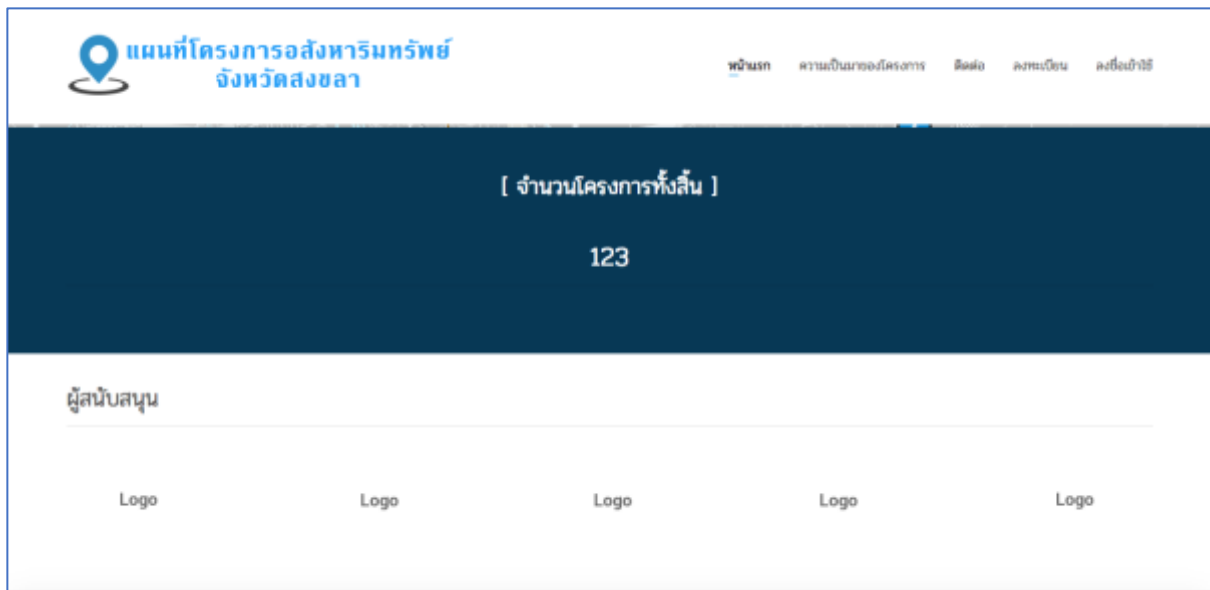 แผนที่โครงการอสังหาริมทรัพย์
จังหวัดสงขลา
หน้าแรก ความเป็นมาของโครงการ ติดต่อ ลงทะเบียน ลงชื่อเข้าใช้
[ จำนวนโครงการทั้งสิ้น ]
123
ผู้สนับสนุน
Logo Logo Logo Logo Logo